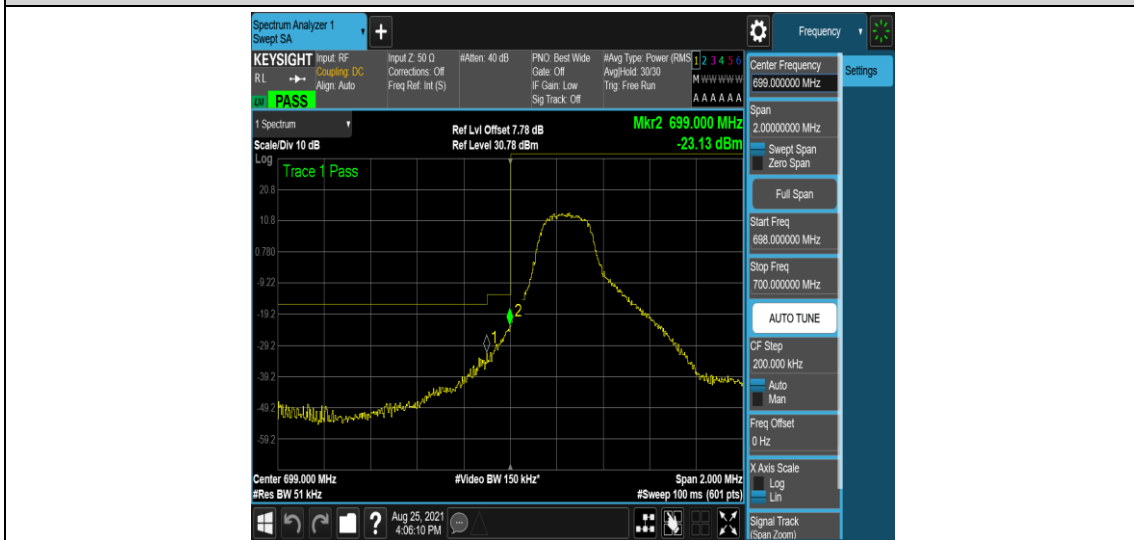 Spectrum Analyzer 1
Swept SA
+
Frequency
KEYSIGHT
RL
LXI
PASS
Input: RF
Coupling: DC
Align: Auto
Input Z: 50 Ω
Corrections: Off
Freq Ref: Int (S)
#Atten: 40 dB
PNO: Best Wide
Gate: Off
IF Gain: Low
Sig Track: Off
#Avg Type: Power (RMS
Avg|Hold: 30/30
Trig: Free Run
1 2 3 4 5 6
M W W W W W
A A A A A A
1 Spectrum
Scale/Div 10 dB
Ref Lvl Offset 7.78 dB
Ref Level 30.78 dBm
Mkr2 699.000 MHz
-23.13 dBm
Log
Trace 1 Pass
20.8
10.8
0.780
-9.22
-19.2
-29.2
-39.2
-49.2
-59.2
1
2
Center 699.000 MHz
#Res BW 51 kHz
#Video BW 150 kHz*
Span 2.000 MHz
#Sweep 100 ms (601 pts)
?
Aug 25, 2021
4:06:10 PM
Center Frequency
699.000000 MHz
Settings
Span
2.00000000 MHz
Swept Span
Zero Span
Full Span
Start Freq
698.000000 MHz
Stop Freq
700.000000 MHz
AUTO TUNE
CF Step
200.000 kHz
Auto
Man
Freq Offset
0 Hz
X Axis Scale
Log
Lin
Signal Track
(Span Zoom)